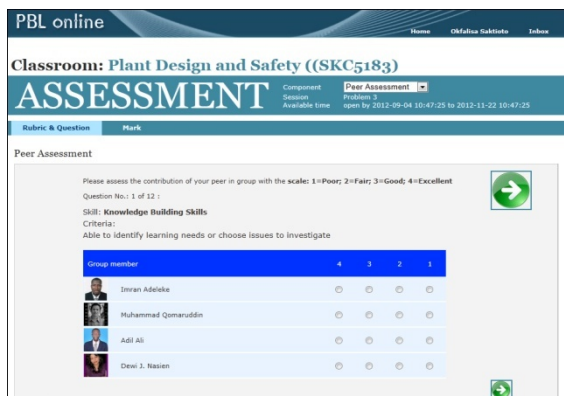 PBL online
Home Okfalisa Saktioto Inbox
Classroom: Plant Design and Safety ((SKC5183)
ASSESSMENT
Component Peer Assessment
Session Problem 3
Available time open by 2012-09-04 10:47:25 to 2012-11-22 10:47:25
Rubric & Question Mark
Peer Assessment
Please assess the contribution of your peer in group with the scale: 1=Poor; 2=Fair; 3=Good; 4=Excellent
Question No.: 1 of 12 :
Skill: Knowledge Building Skills
Criteria:
Able to identify learning needs or choose issues to investigate
Group member 4 3 2 1
Imran Adeleke
Muhammad Qomaruddin
Adil Ali
Dewi J. Nasien